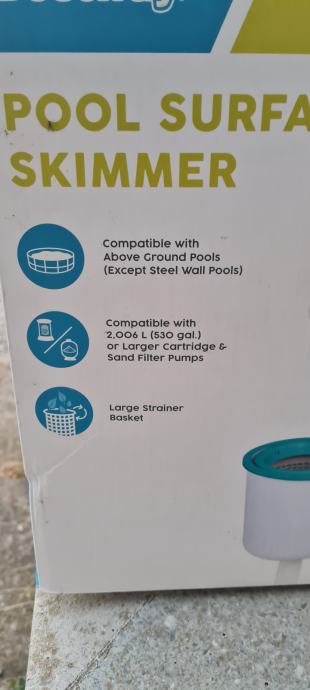 POOL SURFA
SKIMMER
Compatible with
Above Ground Pools
(Except Steel Wall Pools)
Compatible with
2,006 L (530 gal.)
or Larger Cartridge &
Sand Filter Pumps
Large Strainer
Basket